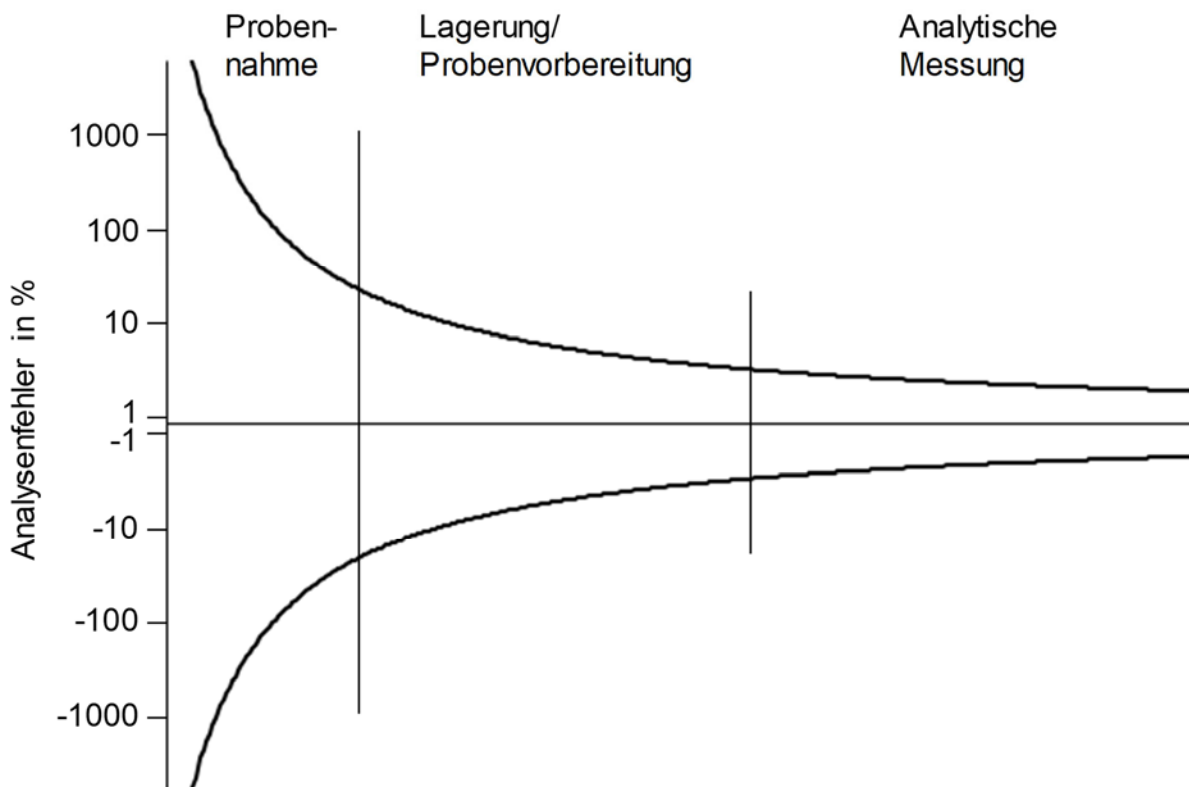 Proben-
nahme
Lagerung/
Probenvorbereitung
Analytische
Messung
Analysenfehler in %
1000
100
10
1
-1
-10
-100
-1000